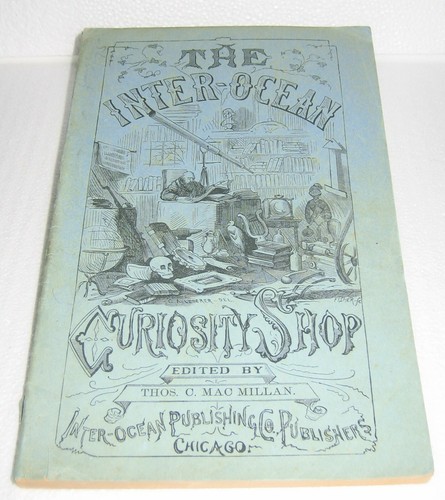 THE
INTER-OCEAN
CURIOSITY SHOP
EDITED BY
THOS. C. MAC MILLAN.
INTER-OCEAN PUBLISHING CO. PUBLISHERS
CHICAGO.